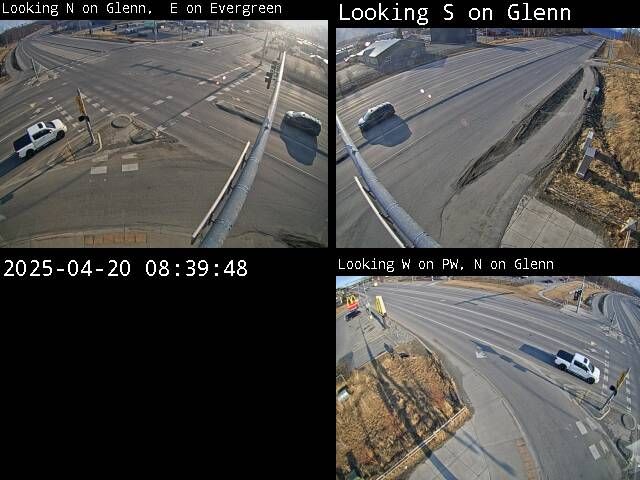 Looking N on Glenn,  E on Evergreen
Looking S on Glenn
2025-04-20 08:39:48
Looking W on PW, N on Glenn